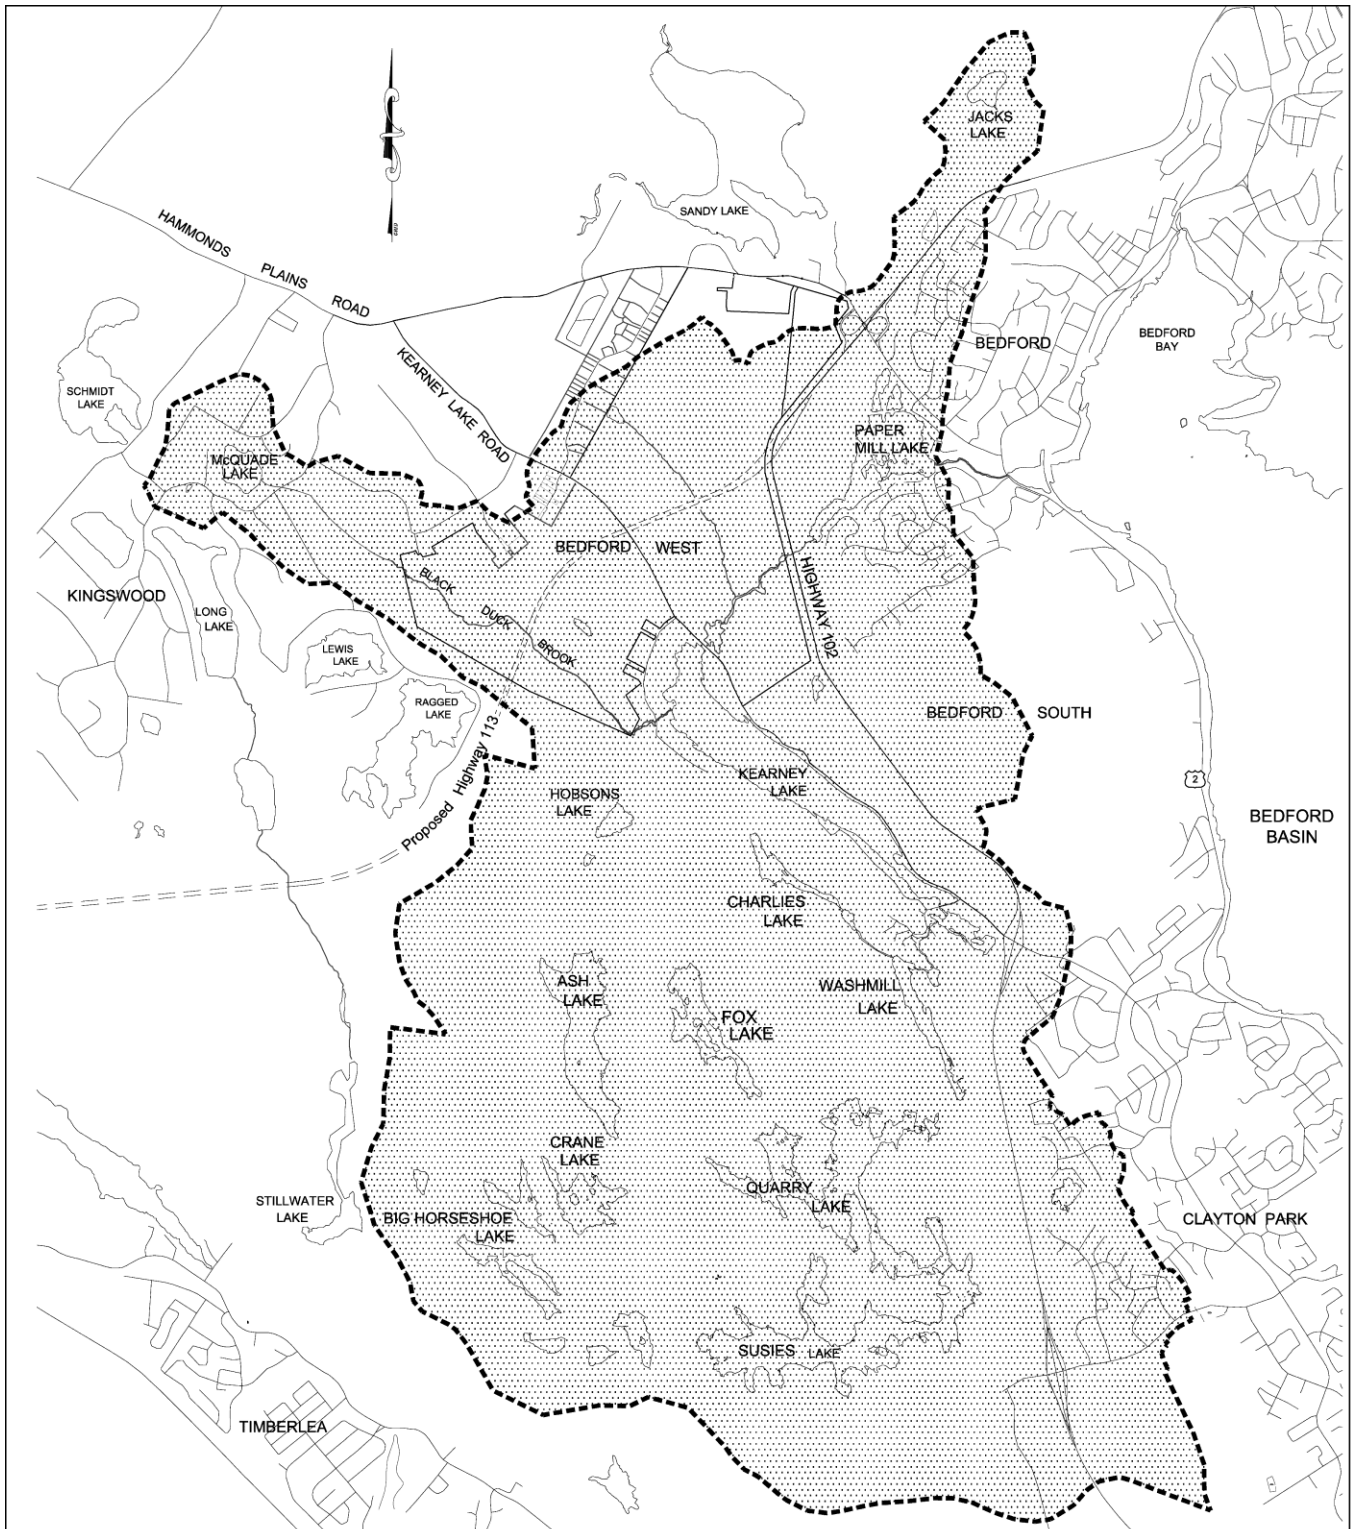 JACKS
LAKE
SANDY LAKE
HAMMONDS PLAINS ROAD
BEDFORD
BEDFORD
BAY
KEARNEY LAKE ROAD
SCHMIDT
LAKE
PAPER
MILL LAKE
McQUADE
LAKE
BEDFORD WEST
HIGHWAY 102
BLACK DUCK BROOK
KINGSWOOD
LONG
LAKE
LEWIS
LAKE
RAGGED
LAKE
BEDFORD SOUTH
Proposed Highway 113
KEARNEY
LAKE
2
HOBSONS
LAKE
BEDFORD
BASIN
CHARLIES
LAKE
ASH
LAKE
WASHMILL
LAKE
FOX
LAKE
CRANE
LAKE
QUARRY
LAKE
STILLWATER
LAKE
BIG HORSESHOE
LAKE
CLAYTON PARK
SUSIES LAKE
TIMBERLEA